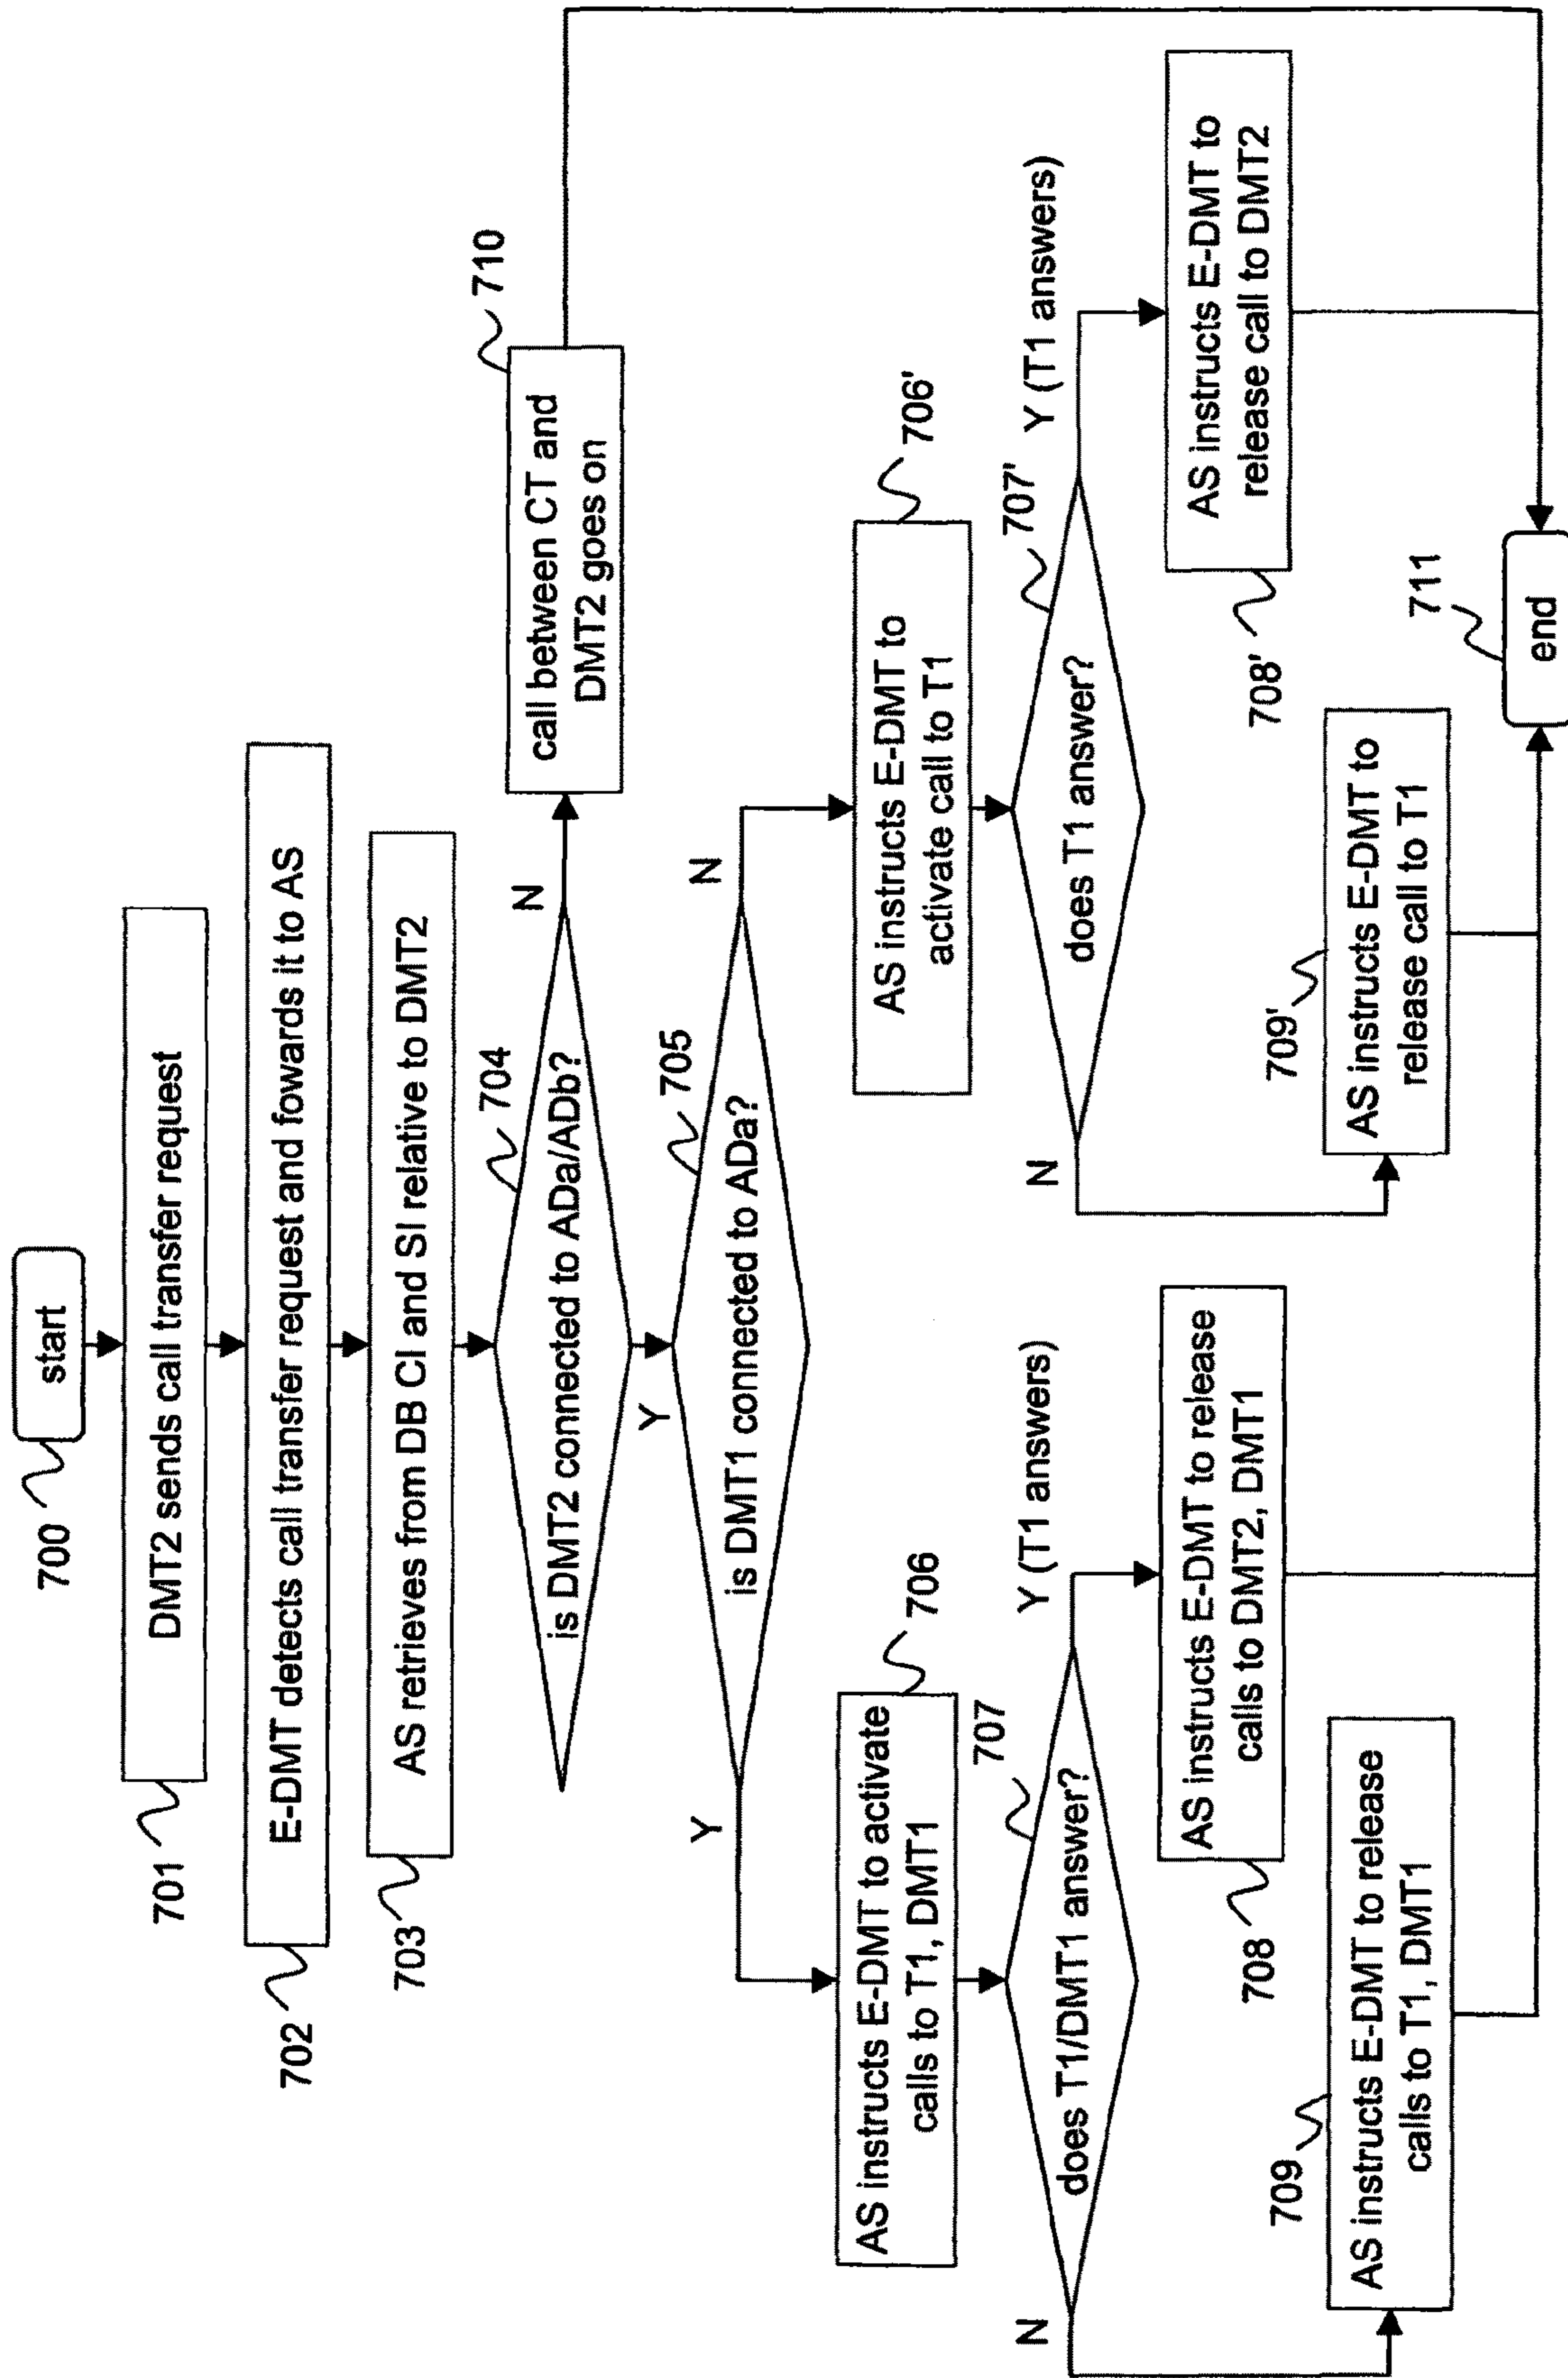 start
700
DMT2 sends call transfer request
701
E-DMT detects call transfer request and fowards it to AS
702
AS retrieves from DB CI and SI relative to DMT2
703
is DMT2 connected to ADa/ADb?
704
N
call between CT and
DMT2 goes on
710
Y
is DMT1 connected to ADa?
705
Y
N
AS instructs E-DMT to activate
calls to T1, DMT1
706
AS instructs E-DMT to
activate call to T1
706'
does T1/DMT1 answer?
707
Y (T1 answers)
N
does T1 answer?
707'
Y (T1 answers)
N
AS instructs E-DMT to release
calls to DMT2, DMT1
708
AS instructs E-DMT to
release call to DMT2
708'
AS instructs E-DMT to release
calls to T1, DMT1
709
AS instructs E-DMT to
release call to T1
709'
end
711